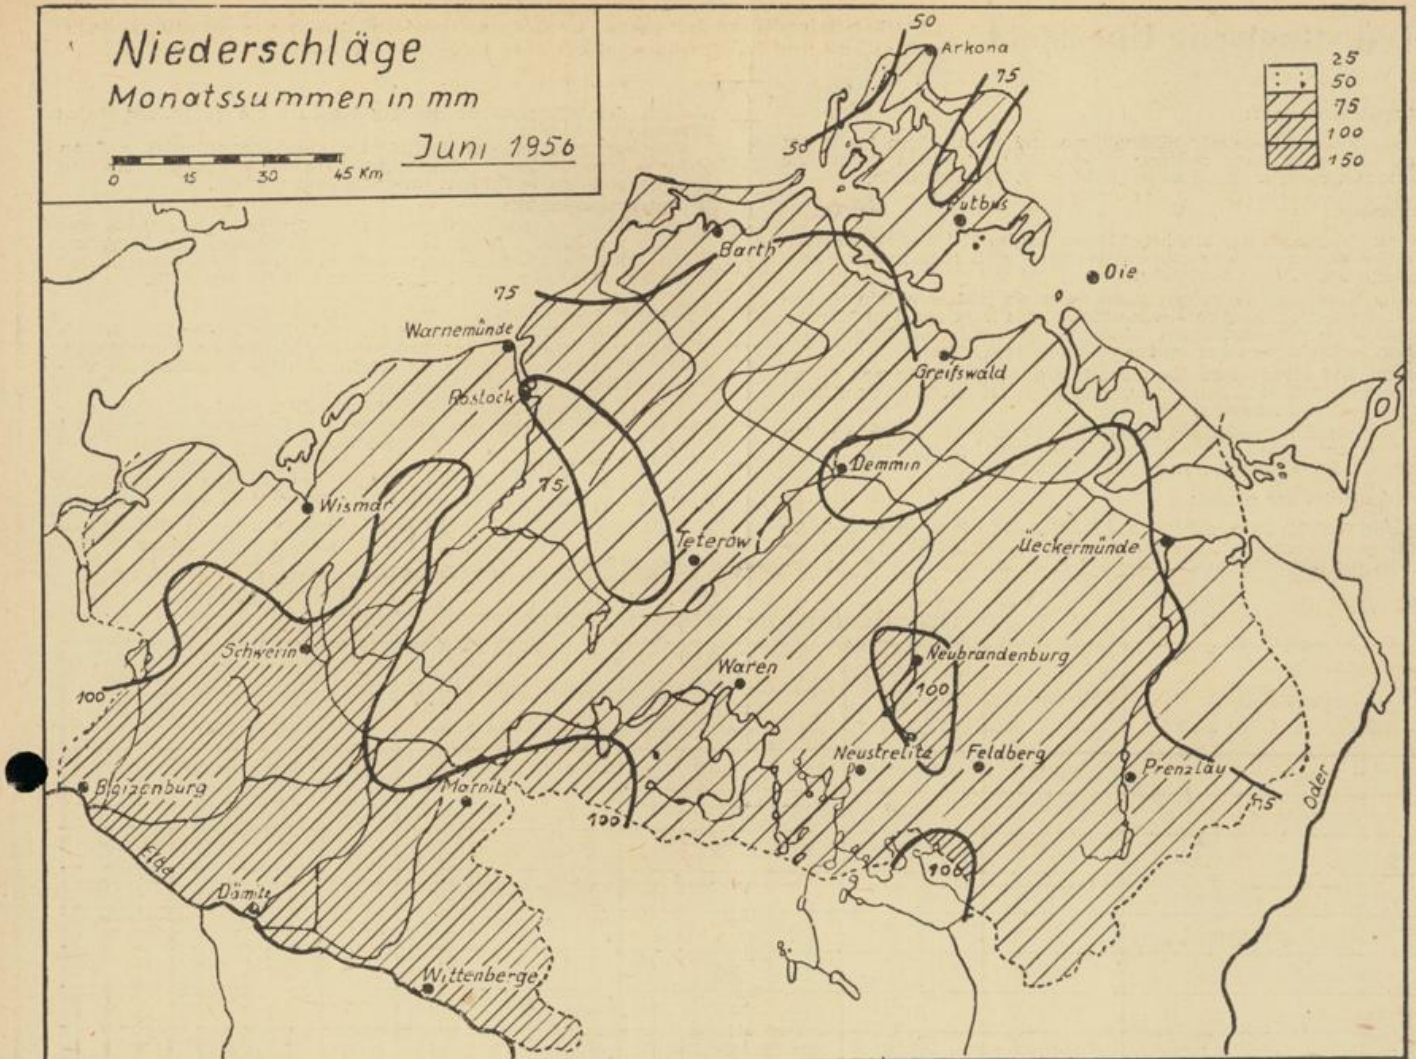 Niederschläge
Monatssummen in mm
Juni 1956
0 15 30 45 Km
25
50
75
100
150
50
Arkona
75
50
Putbus
Barth
Oie
75
Warnemünde
Greifswald
Rostock
Demmin
75
Wismar
Teterow
Ueckermünde
Schwerin
Neubrandenburg
Waren
100
100
Neustrelitz
Feldberg
Prenzlau
Boizenburg
Marnitz
75
Oder
100
Elbe
100
Dömitz
Wittenberge